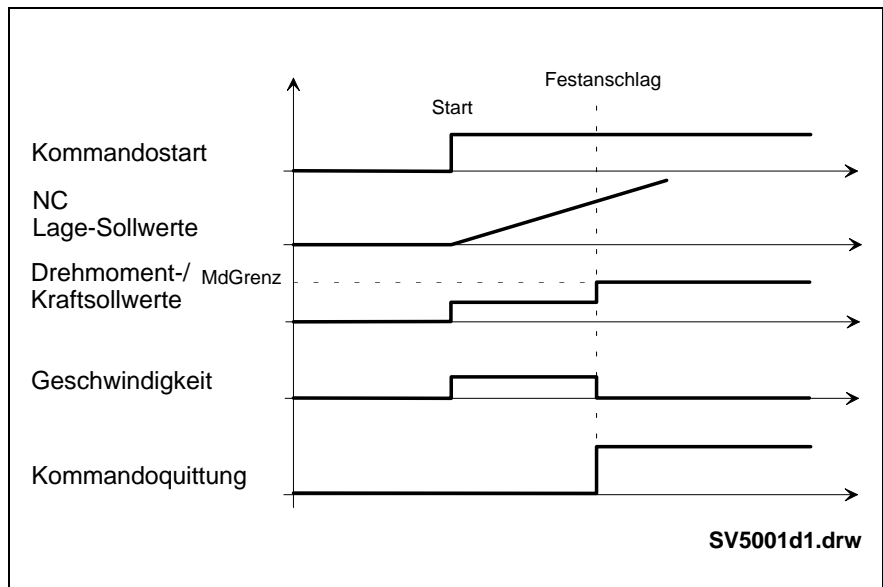 Festanschlag
Start
Kommandostart
NC
Lage-Sollwerte
Drehmoment-/ MdGrenz
Kraftsollwerte
Geschwindigkeit
Kommandoquittung
SV5001d1.drw